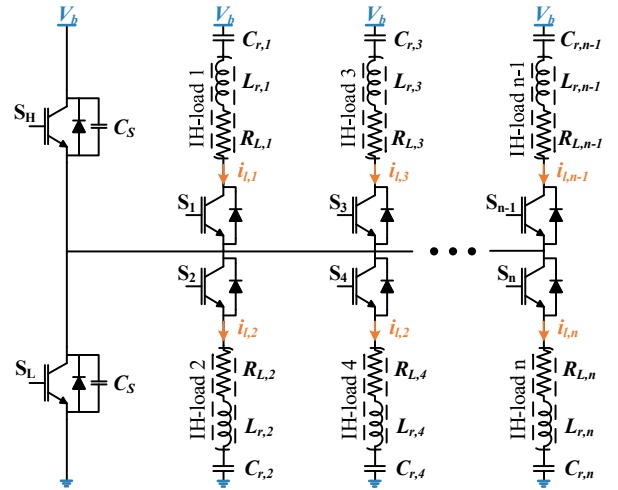 V_b V_b V_b V_b
C_r,1 C_r,3 C_r,n-1
IH-load 1 L_r,1 IH-load 3 L_r,3 IH-load n-1 L_r,n-1
S_H C_S
R_L,1 R_L,3 R_L,n-1
i_l,1 i_l,3 i_l,n-1
S_1 S_3 S_n-1
S_2 S_4 S_n
i_l,2 i_l,2 i_l,n
S_L C_S
IH-load 2 R_L,2 IH-load 4 R_L,4 IH-load n R_L,n
L_r,2 L_r,4 L_r,n
C_r,2 C_r,4 C_r,n